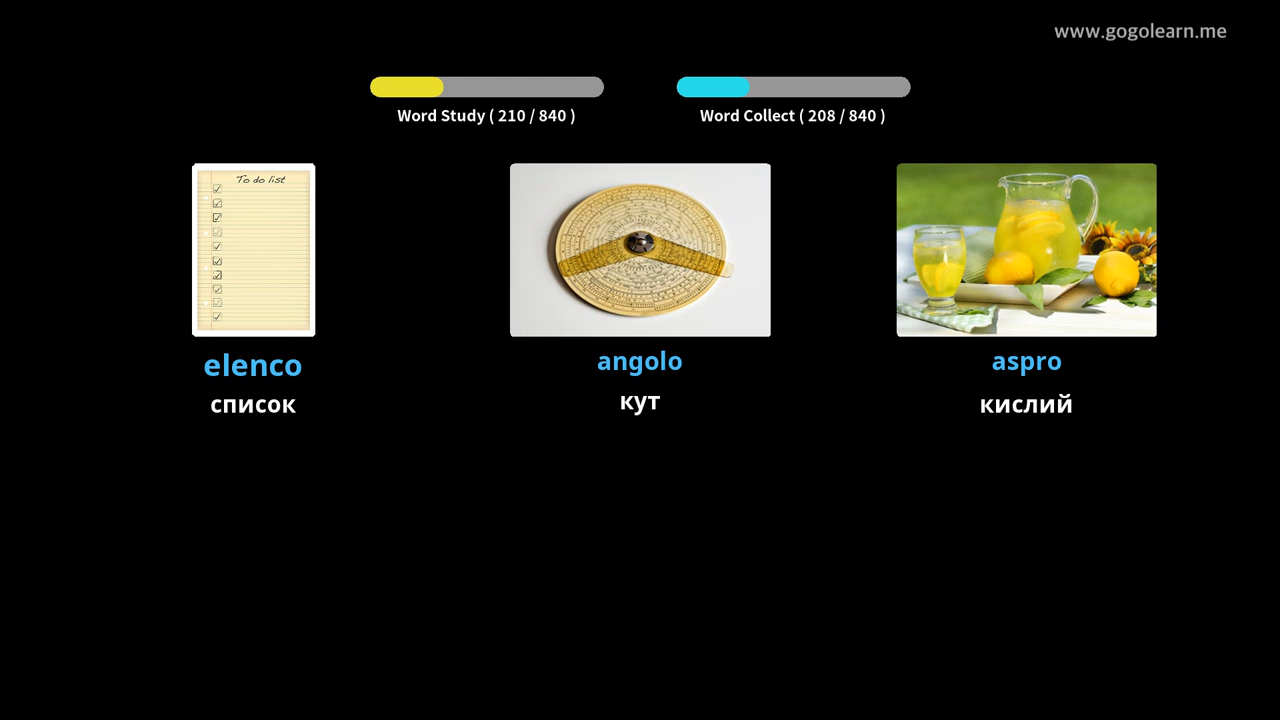 www.gogolearn.me
Word Study ( 210 / 840 )
Word Collect ( 208 / 840 )
To do list
elenco
angolo
aspro
список
кут
кислий